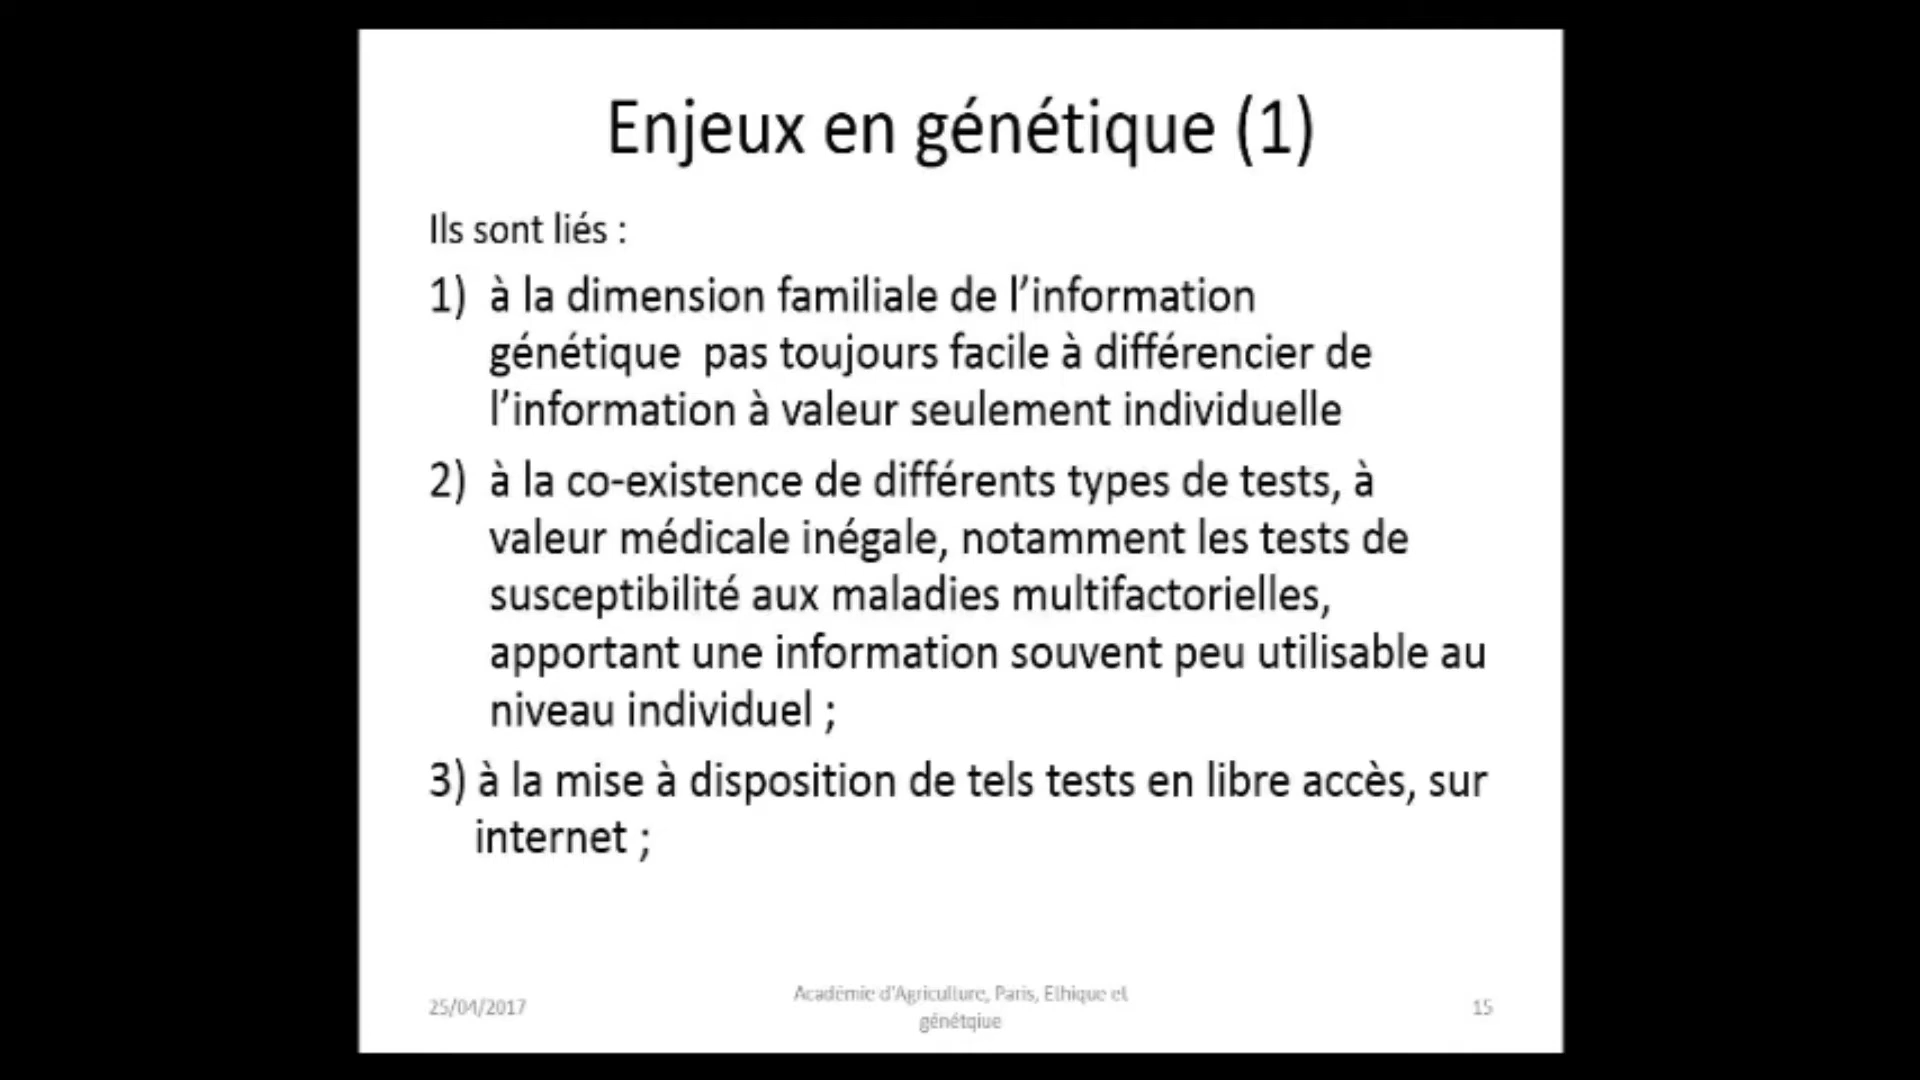 Enjeux en génétique (1)
Ils sont liés :
1) à la dimension familiale de l’information
génétique pas toujours facile à différencier de
l’information à valeur seulement individuelle
2) à la co-existence de différents types de tests, à
valeur médicale inégale, notamment les tests de
susceptibilité aux maladies multifactorielles,
apportant une information souvent peu utilisable au
niveau individuel ;
3) à la mise à disposition de tels tests en libre accès, sur
internet ;
25/04/2017
Académie d'Agriculture, Paris, Ethique et
génétqiue
15